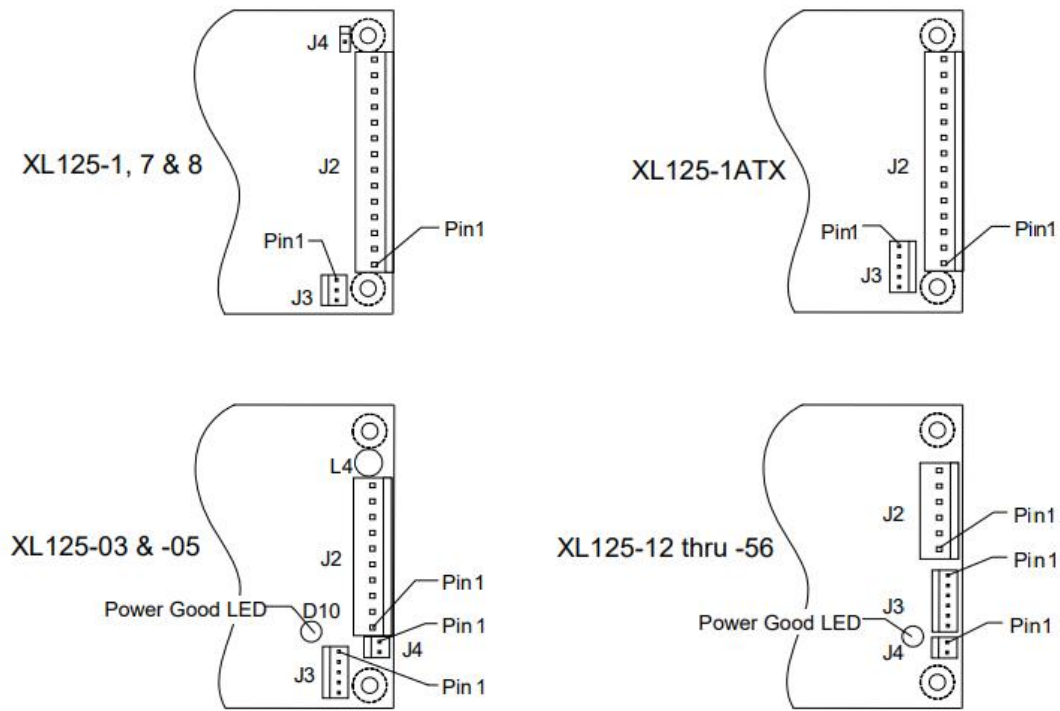 J4
XL125-1, 7 & 8
J2
Pin1
Pin1
J3
XL125-1ATX
J2
Pin1
Pin1
J3
L4
XL125-03 & -05
J2
Pin 1
Power Good LED
D10
Pin 1
J4
J3
Pin 1
J2
Pin1
XL125-12 thru -56
Pin1
J3
Power Good LED
Pin1
J4